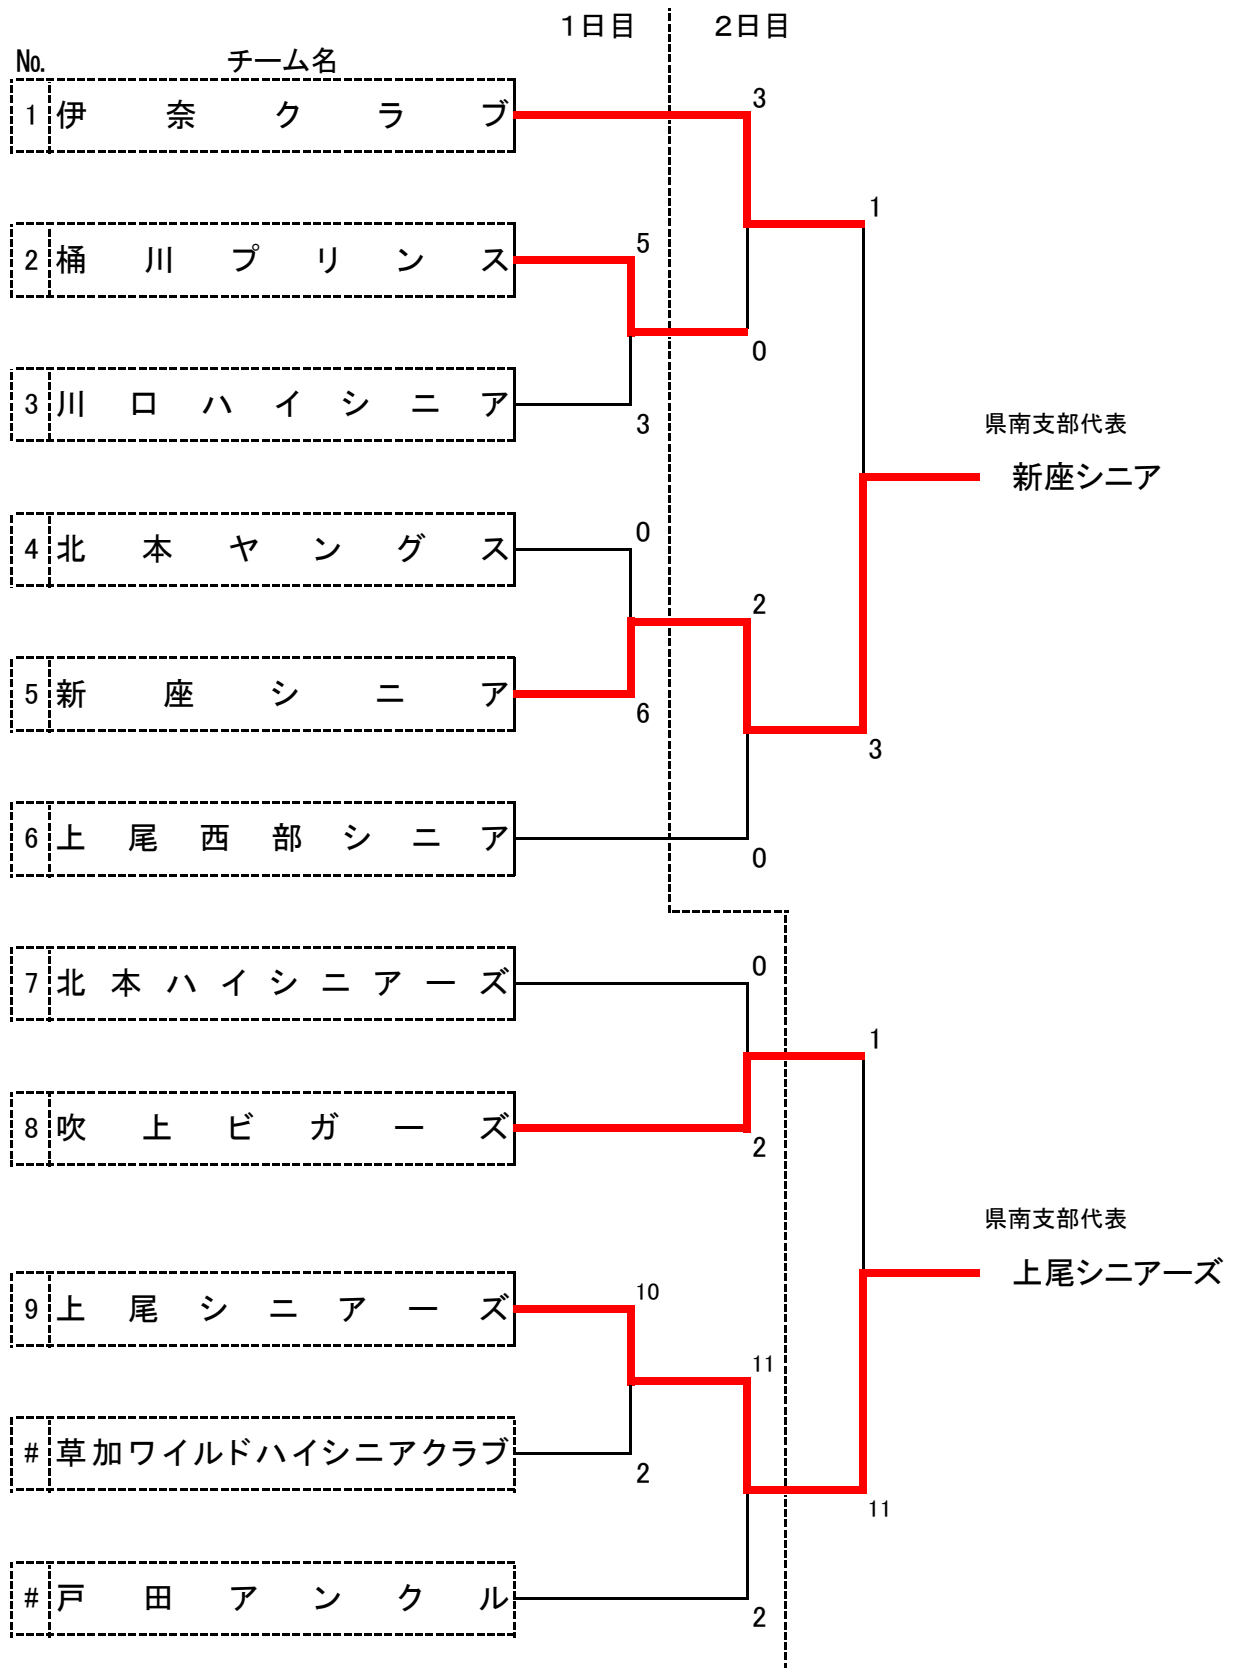 1日目 2日目
No. チーム名
3
1 伊奈クラブ
1
5
2 桶川プリンス
0
3 川口ハイシニア
3
県南支部代表
新座シニア
0
4 北本ヤングス
2
5 新座シニア
6
3
6 上尾西部シニア
0
0
7 北本ハイシニアーズ
1
8 吹上ビガーズ
2
県南支部代表
上尾シニアーズ
10
9 上尾シニアーズ
11
# 草加ワイルドハイシニアクラブ
2
11
# 戸田アンクル
2